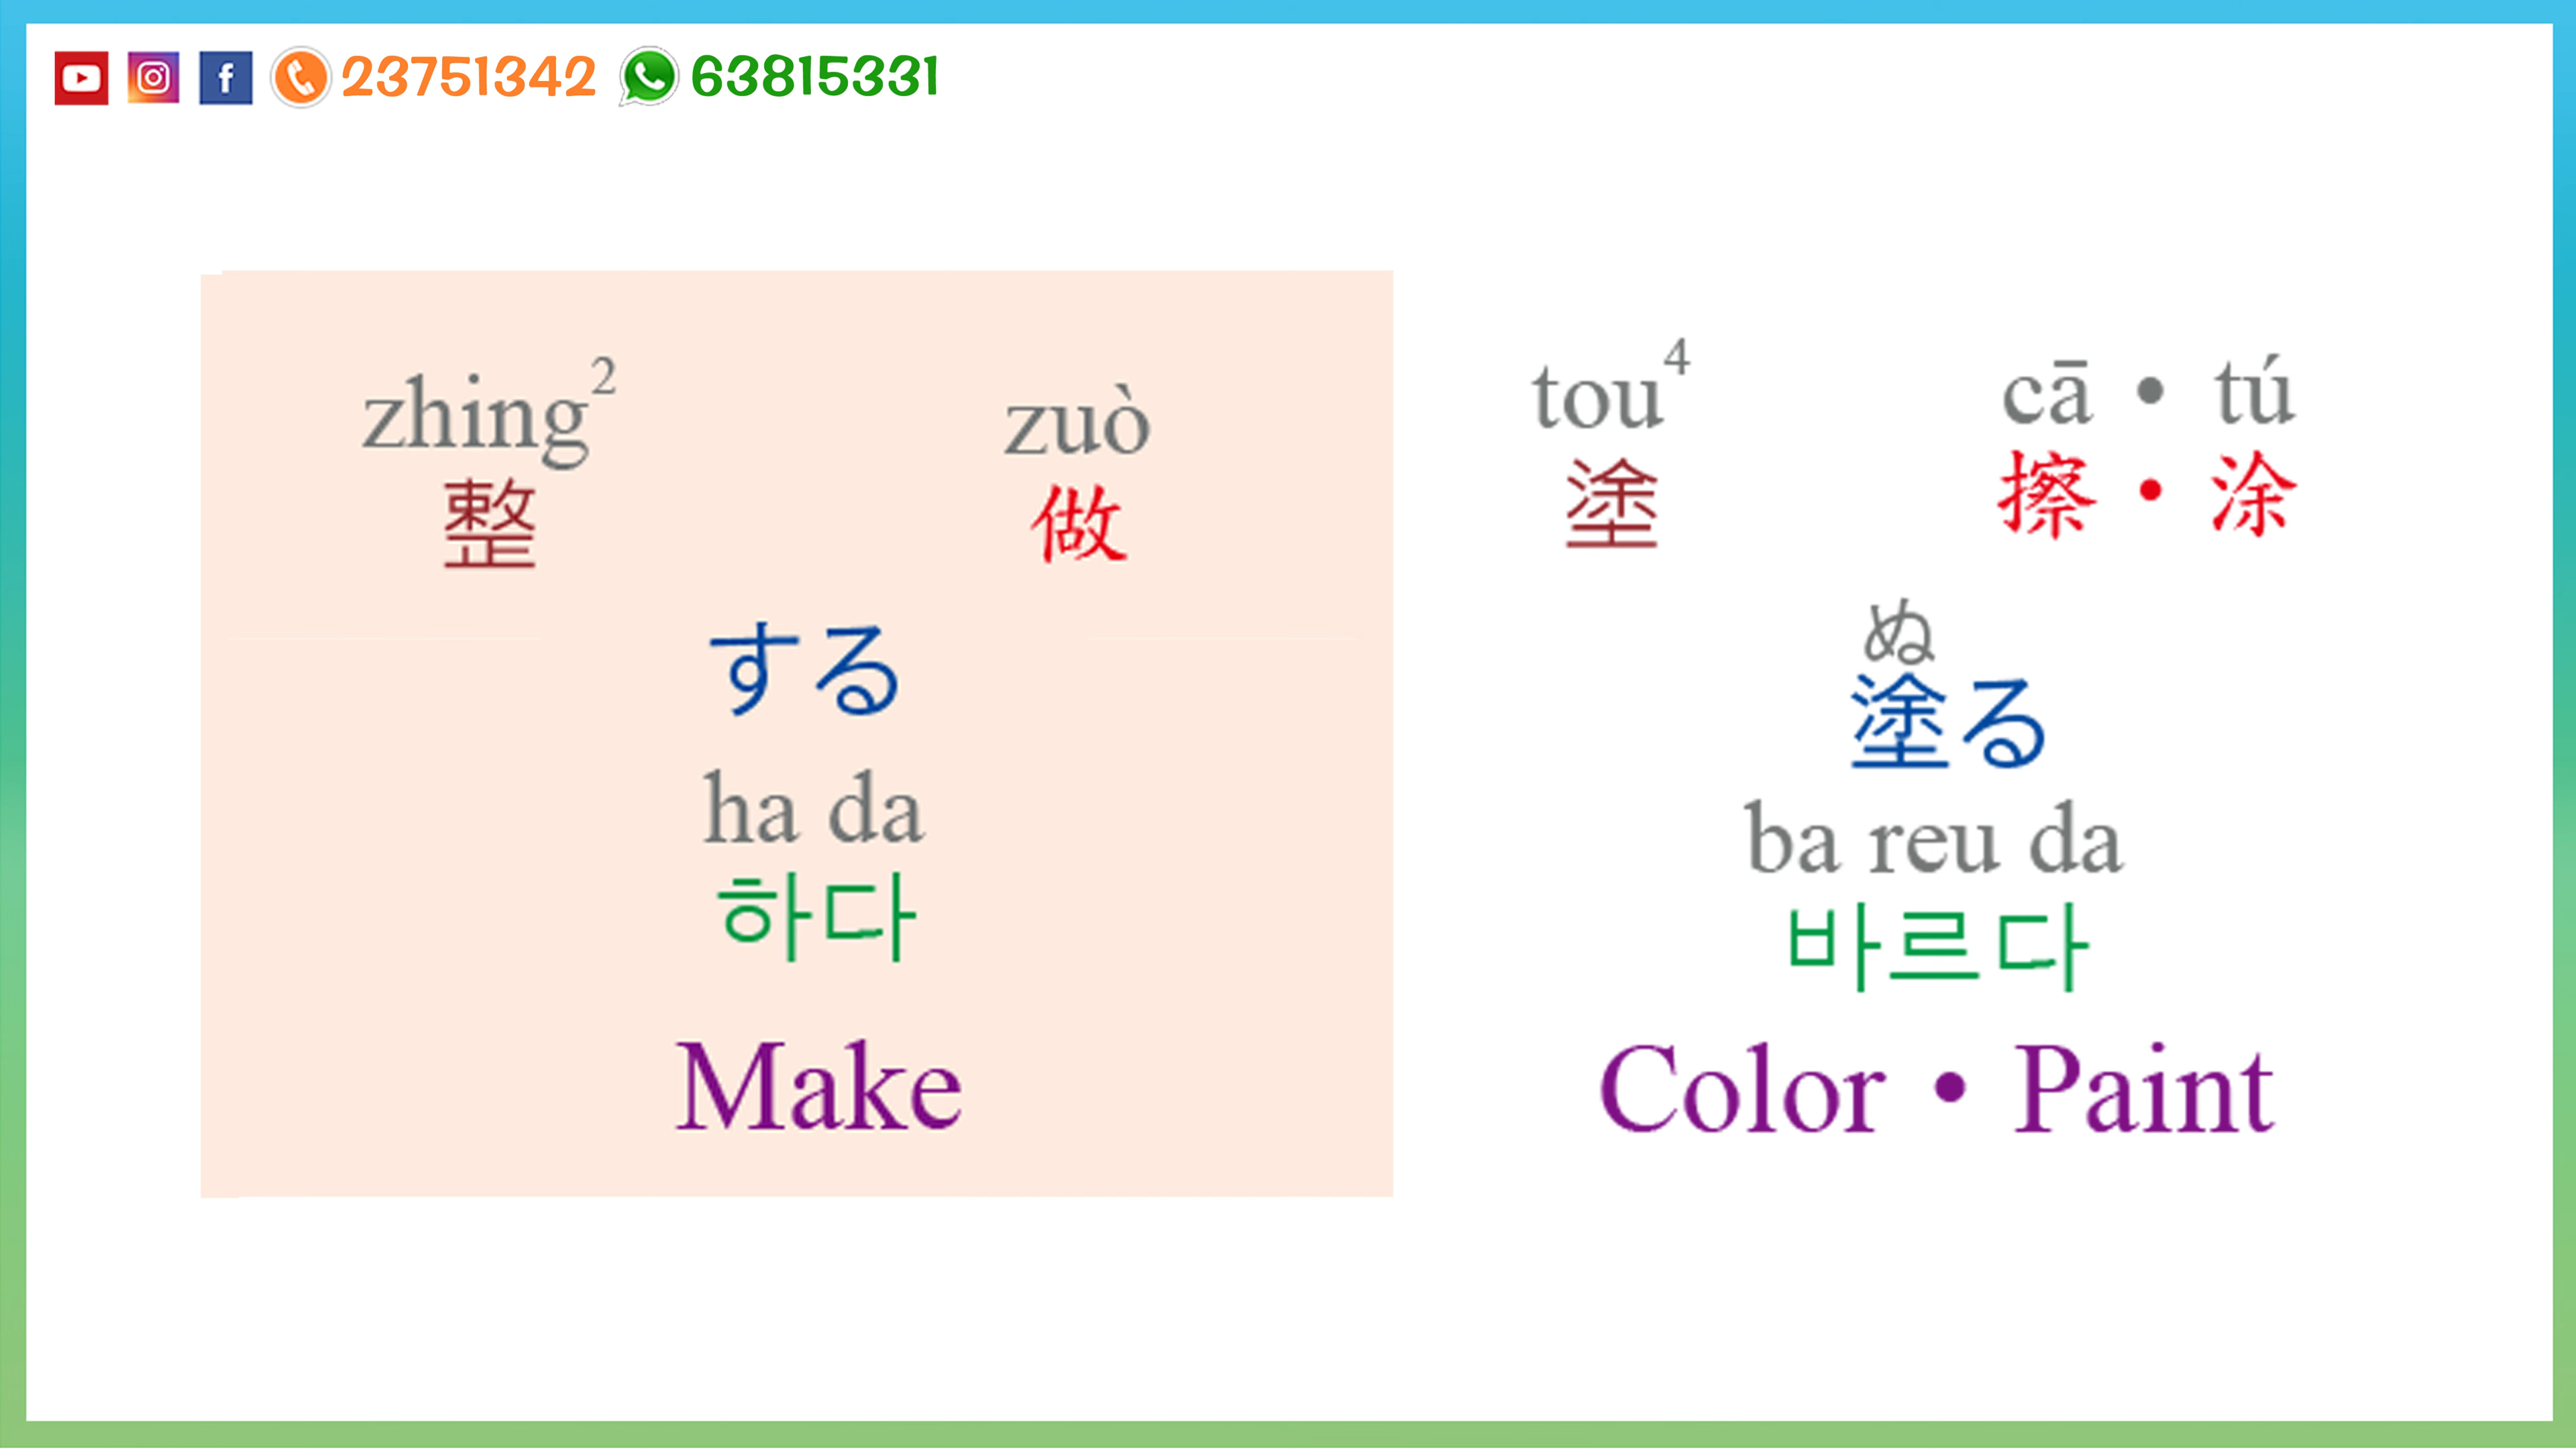 23751342 63815331
zhing² zuò
整 做
する
ha da
하다
Make
tou⁴ cā • tú
塗 擦 • 涂
ぬ
塗る
ba reu da
바르다
Color • Paint